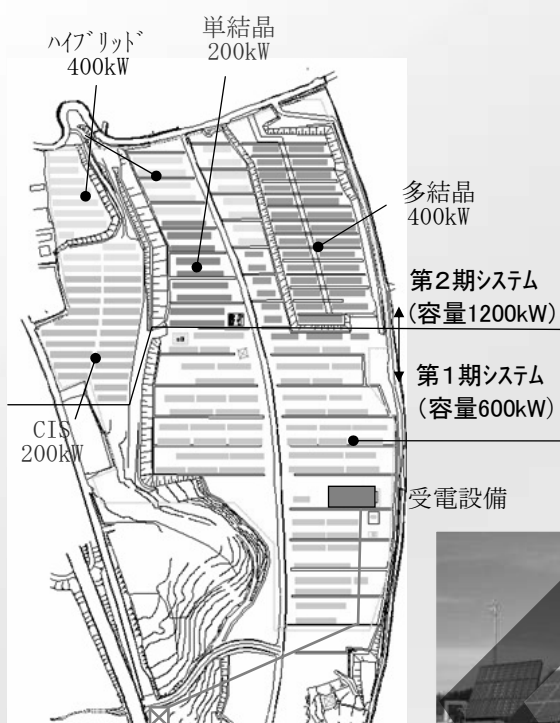 ハイブリッド
400kW
単結晶
200kW
多結晶
400kW
第2期システム
(容量1200kW)
第1期システム
(容量600kW)
CIS
200kW
受電設備